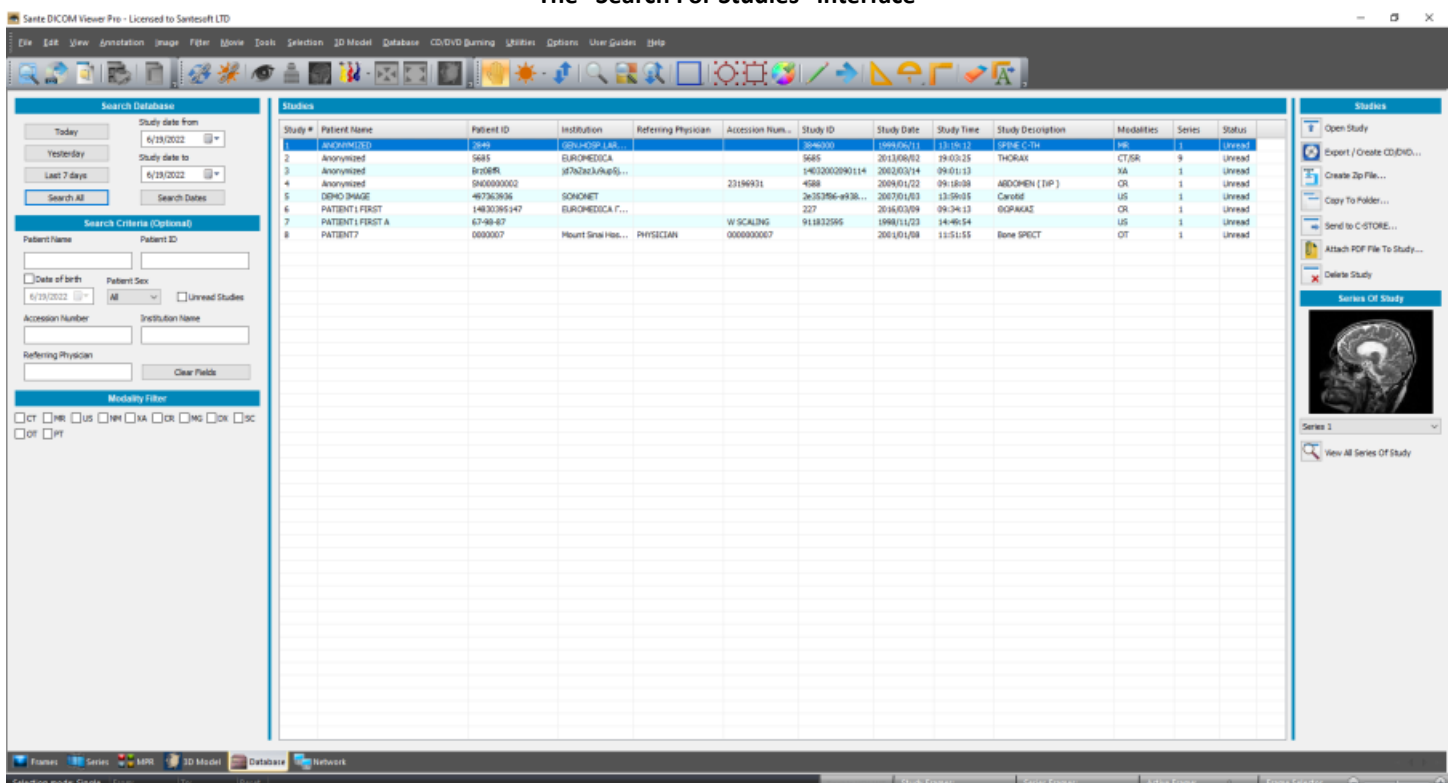 The "Search For Studies" interface
Sante DICOM Viewer Pro - Licensed to Santesoft LTD
File Edit View Annotation Image Filter Movie Tools Selection 3D Model Database CD/DVD Burning Utilities Options User Guides Help
Search Database
Study date from
Today
6/19/2022
Yesterday
Study date to
Last 7 days
6/19/2022
Search All Search Dates
Search Criteria (Optional)
Patient Name Patient ID
Date of birth Patient Sex
6/19/2022 All Unread Studies
Accession Number Institution Name
Referring Physician
Clear Fields
Modality Filter
CT MR US NM XA CR MG DX SC
OT PT
Studies
Study # Patient Name Patient ID Institution Referring Physician Accession Num... Study ID Study Date Study Time Study Description Modalities Series Status
1 ANONYMIZED 2849 GEN.HOSP.LAR... 3846000 1999/06/11 13:19:12 SPINE C-TH MR 1 Unread
2 Anonymized 5685 EUROMEDICA 5685 2013/08/02 19:03:25 THORAX CT/SR 9 Unread
3 Anonymized 14032002090114 2002/03/14 09:01:13 XA 1 Unread
4 Anonymized SN00000002 23196931 4588 2009/01/22 09:18:08 ABDOMEN ( IVP ) CR 1 Unread
5 DEMO IMAGE 497363936 SONONET 2007/01/03 13:59:05 Carotid US 1 Unread
6 PATIENT1 FIRST 14830395147 227 2016/03/09 09:34:13 ΘΩΡΑΚΑΣ CR 1 Unread
7 PATIENT1 FIRST A 67-98-87 W SCALING 911832595 1998/11/23 14:49:54 US 1 Unread
8 PATIENT7 0000007 Mount Sinai Hos... PHYSICIAN 0000000007 2001/01/08 11:51:55 Bone SPECT OT 1 Unread
Studies
Open Study
Export / Create CD/DVD...
Create Zip File...
Copy To Folder...
Send to C-STORE...
Attach PDF File To Study...
Delete Study
Series Of Study
Series 1
View All Series Of Study
Frames Series MPR 3D Model Database Network